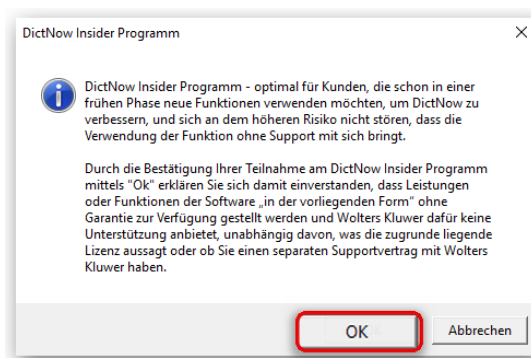 DictNow Insider Programm
DictNow Insider Programm - optimal für Kunden, die schon in einer
frühen Phase neue Funktionen verwenden möchten, um DictNow zu
verbessern, und sich an dem höheren Risiko nicht stören, dass die
Verwendung der Funktion ohne Support mit sich bringt.
Durch die Bestätigung Ihrer Teilnahme am DictNow Insider Programm
mittels "Ok" erklären Sie sich damit einverstanden, dass Leistungen
oder Funktionen der Software „in der vorliegenden Form“ ohne
Garantie zur Verfügung gestellt werden und Wolters Kluwer dafür keine
Unterstützung anbietet, unabhängig davon, was die zugrunde liegende
Lizenz aussagt oder ob Sie einen separaten Supportvertrag mit Wolters
Kluwer haben.
OK Abbrechen